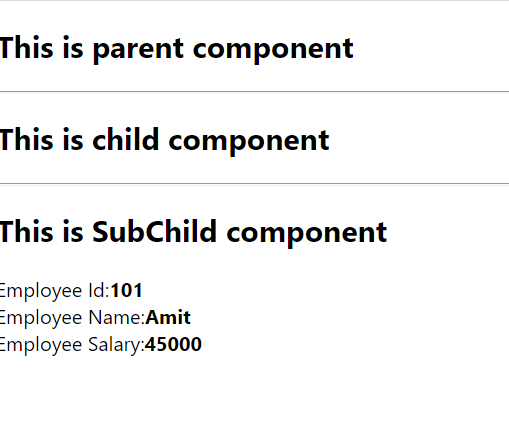 This is parent component
This is child component
This is SubChild component
Employee Id:101
Employee Name:Amit
Employee Salary:45000